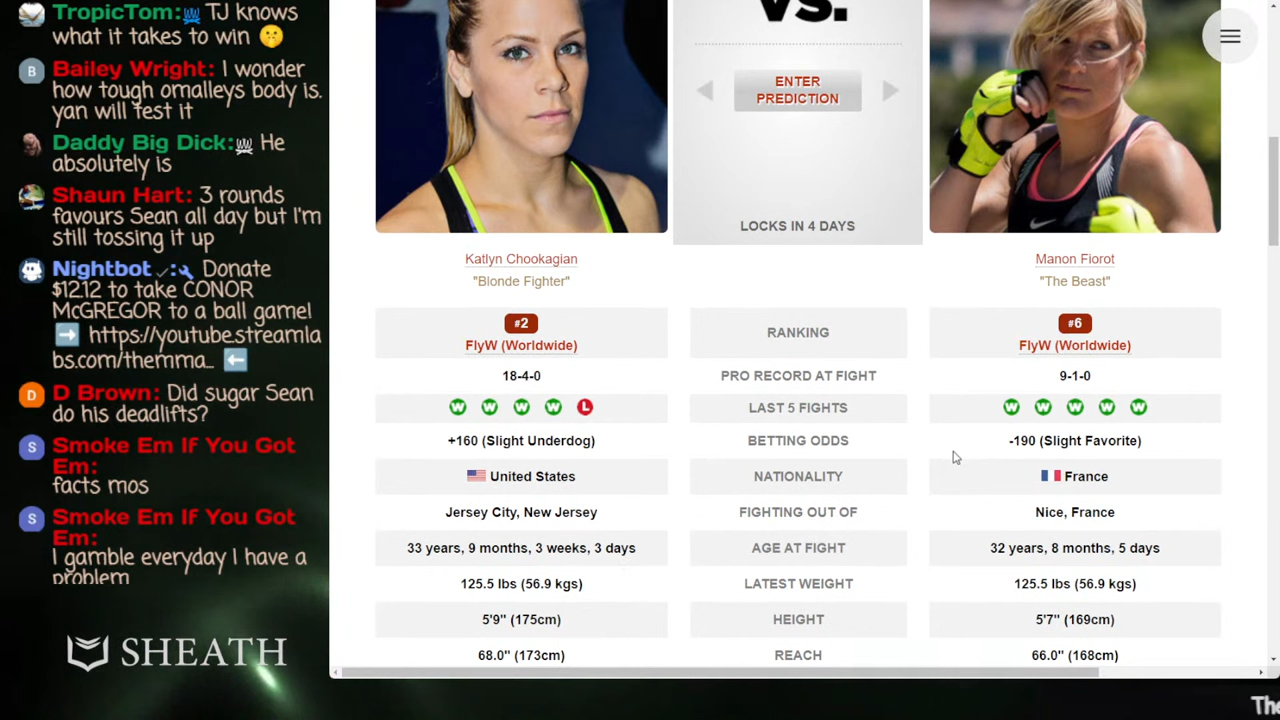 TropicTom: TJ knows
what it takes to win
Bailey Wright: I wonder
how tough omalleys body is.
yan will test it
Daddy Big Dick: He
absolutely is
Shaun Hart: 3 rounds
favours Sean all day but I'm
still tossing it up
Nightbot: Donate
$12.12 to take CONOR
McGREGOR to a ball game!
https://youtube.streamla
bs.com/themma...
D Brown: Did sugar Sean
do his deadlifts?
Smoke Em If You Got
Em:
facts mos
Smoke Em If You Got
Em:
I gamble everyday I have a
problem
SHEATH
vs.
ENTER
PREDICTION
LOCKS IN 4 DAYS
Katlyn Chookagian
Manon Fiorot
"Blonde Fighter"
"The Beast"
#2
FlyW (Worldwide)
RANKING
#6
FlyW (Worldwide)
18-4-0 PRO RECORD AT FIGHT 9-1-0
W W W W L LAST 5 FIGHTS W W W W W
+160 (Slight Underdog) BETTING ODDS -190 (Slight Favorite)
United States NATIONALITY France
Jersey City, New Jersey FIGHTING OUT OF Nice, France
33 years, 9 months, 3 weeks, 3 days AGE AT FIGHT 32 years, 8 months, 5 days
125.5 lbs (56.9 kgs) LATEST WEIGHT 125.5 lbs (56.9 kgs)
5'9" (175cm) HEIGHT 5'7" (169cm)
68.0" (173cm) REACH 66.0" (168cm)
The